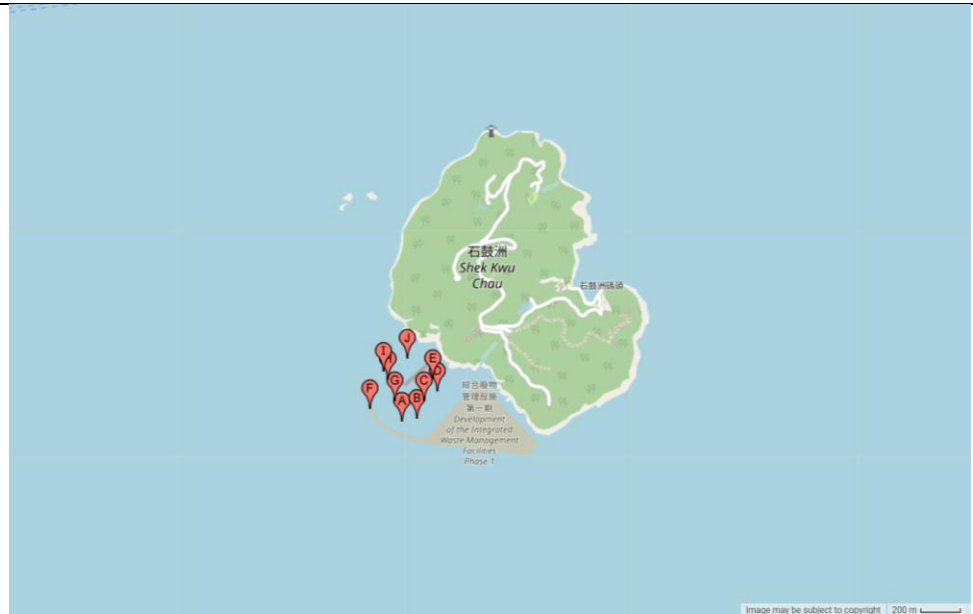 石鼓洲
Shek Kwu
Chau
石鼓洲碼頭
J
I
E
D
G
C
F
A
B
綜合廢物
管理設施
第一期
Development
of the Integrated
Waste Management
Facilities
Phase 1
Image may be subject to copyright
200 m